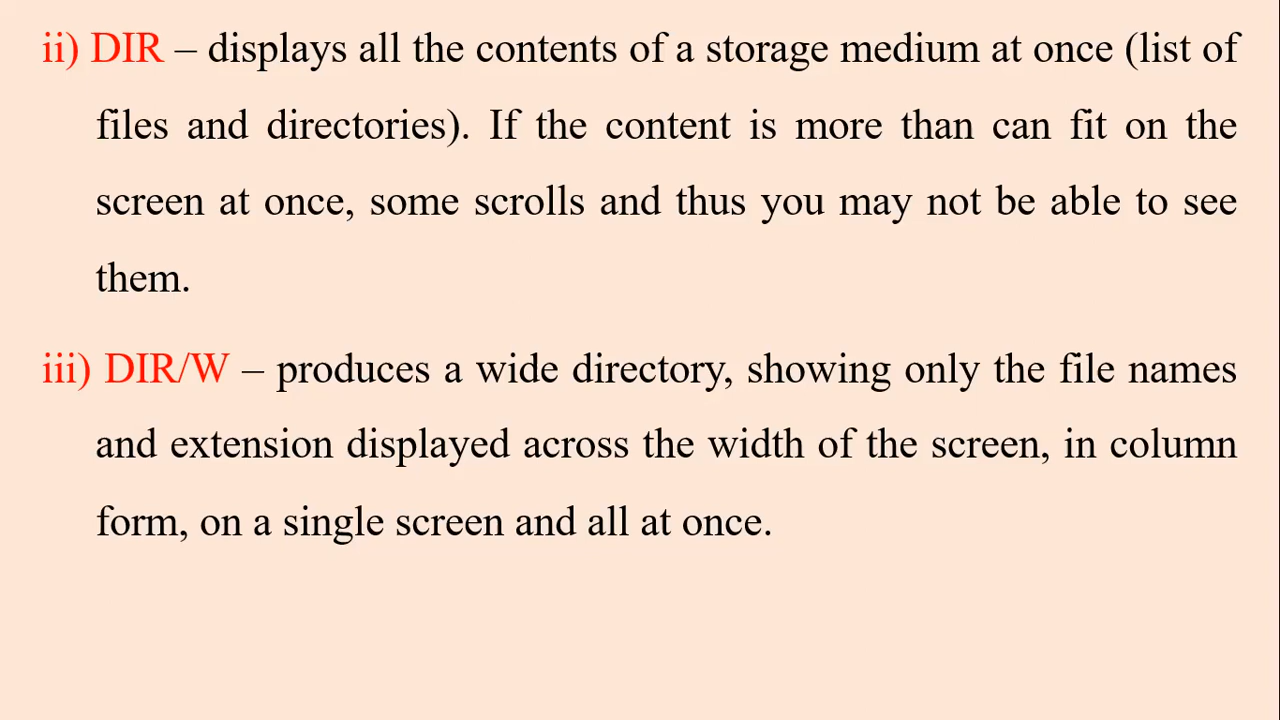 ii) DIR – displays all the contents of a storage medium at once (list of
files and directories). If the content is more than can fit on the
screen at once, some scrolls and thus you may not be able to see
them.
iii) DIR/W – produces a wide directory, showing only the file names
and extension displayed across the width of the screen, in column
form, on a single screen and all at once.